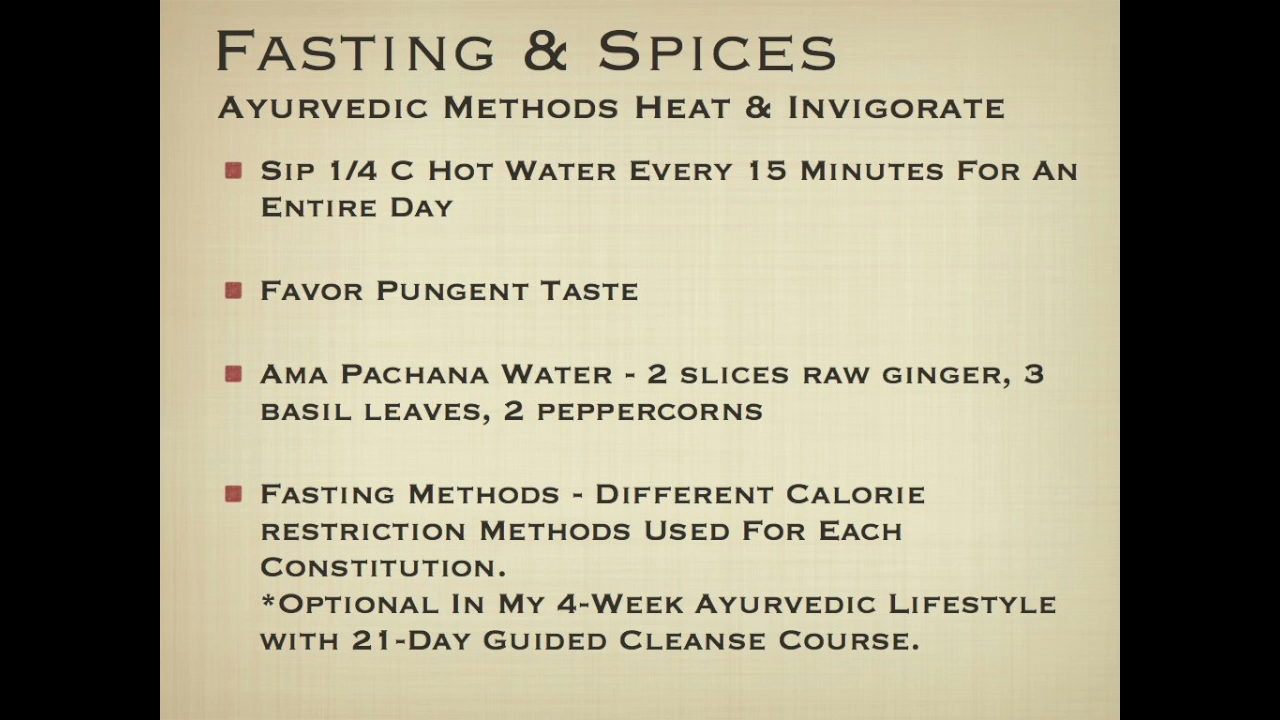 Fasting & Spices
Ayurvedic Methods Heat & Invigorate
Sip 1/4 C Hot Water Every 15 Minutes For An
Entire Day
Favor Pungent Taste
Ama Pachana Water - 2 slices raw ginger, 3
basil leaves, 2 peppercorns
Fasting Methods - Different Calorie
restriction Methods Used For Each
Constitution.
*Optional In My 4-Week Ayurvedic Lifestyle
with 21-Day Guided Cleanse Course.